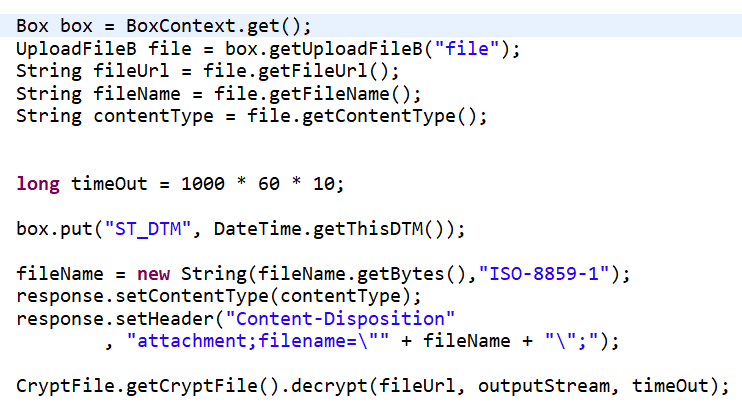 Box box = BoxContext.get();
UploadFileB file = box.getUploadFileB("file");
String fileUrl = file.getFileUrl();
String fileName = file.getFileName();
String contentType = file.getContentType();
long timeOut = 1000 * 60 * 10;
box.put("ST_DTM", DateTime.getThisDTM());
fileName = new String(fileName.getBytes(),"ISO-8859-1");
response.setContentType(contentType);
response.setHeader("Content-Disposition"
, "attachment;filename=\"" + fileName + "\";");
CryptFile.getCryptFile().decrypt(fileUrl, outputStream, timeOut);